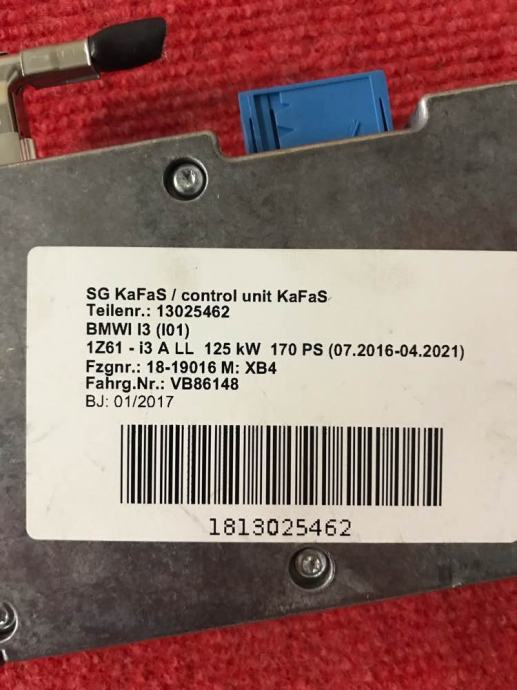 SG KaFaS / control unit KaFaS
Teilenr.: 13025462
BMWI I3 (I01)
1Z61 - i3 A LL 125 kW 170 PS (07.2016-04.2021)
Fzgnr.: 18-19016 M: XB4
Fahrg.Nr.: VB86148
BJ: 01/2017
1813025462